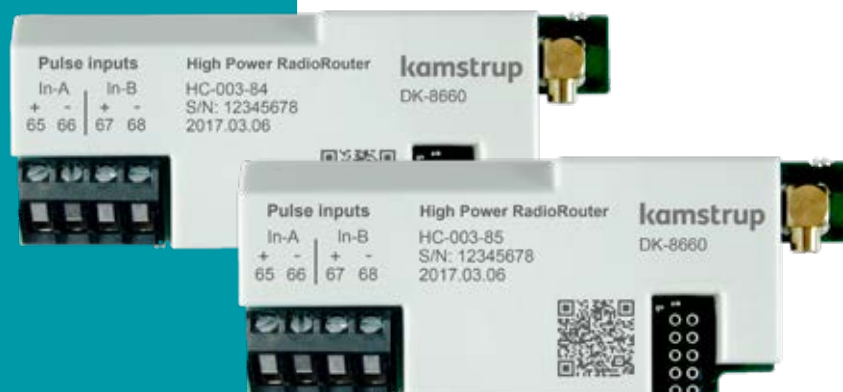 Pulse inputs
In-A In-B
+ - + -
65 66 67 68
High Power RadioRouter
HC-003-84
S/N: 12345678
2017.03.06
kamstrup
DK-8660
Pulse inputs
In-A In-B
+ - + -
65 66 67 68
High Power RadioRouter
HC-003-85
S/N: 12345678
2017.03.06
kamstrup
DK-8660